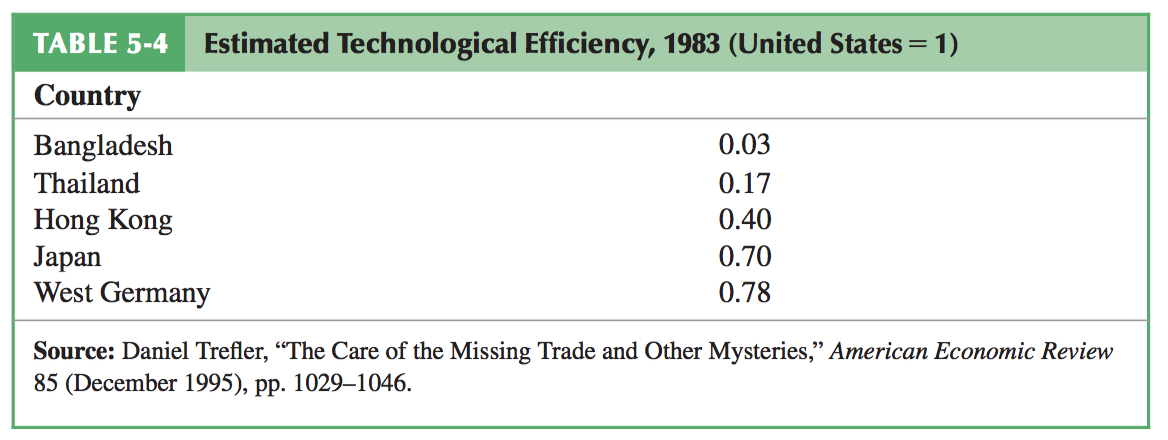 TABLE 5-4 Estimated Technological Efficiency, 1983 (United States = 1)
Country
Bangladesh 0.03
Thailand 0.17
Hong Kong 0.40
Japan 0.70
West Germany 0.78
Source: Daniel Trefler, “The Care of the Missing Trade and Other Mysteries,” American Economic Review
85 (December 1995), pp. 1029–1046.